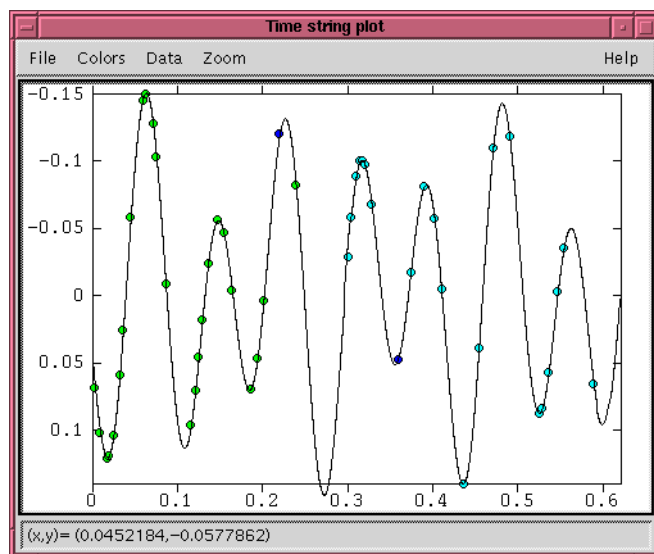 Time string plot
File Colors Data Zoom Help
-0.15
-0.1
-0.05
0
0.05
0.1
0 0.1 0.2 0.3 0.4 0.5 0.6
(x,y)= (0.0452184,-0.0577862)